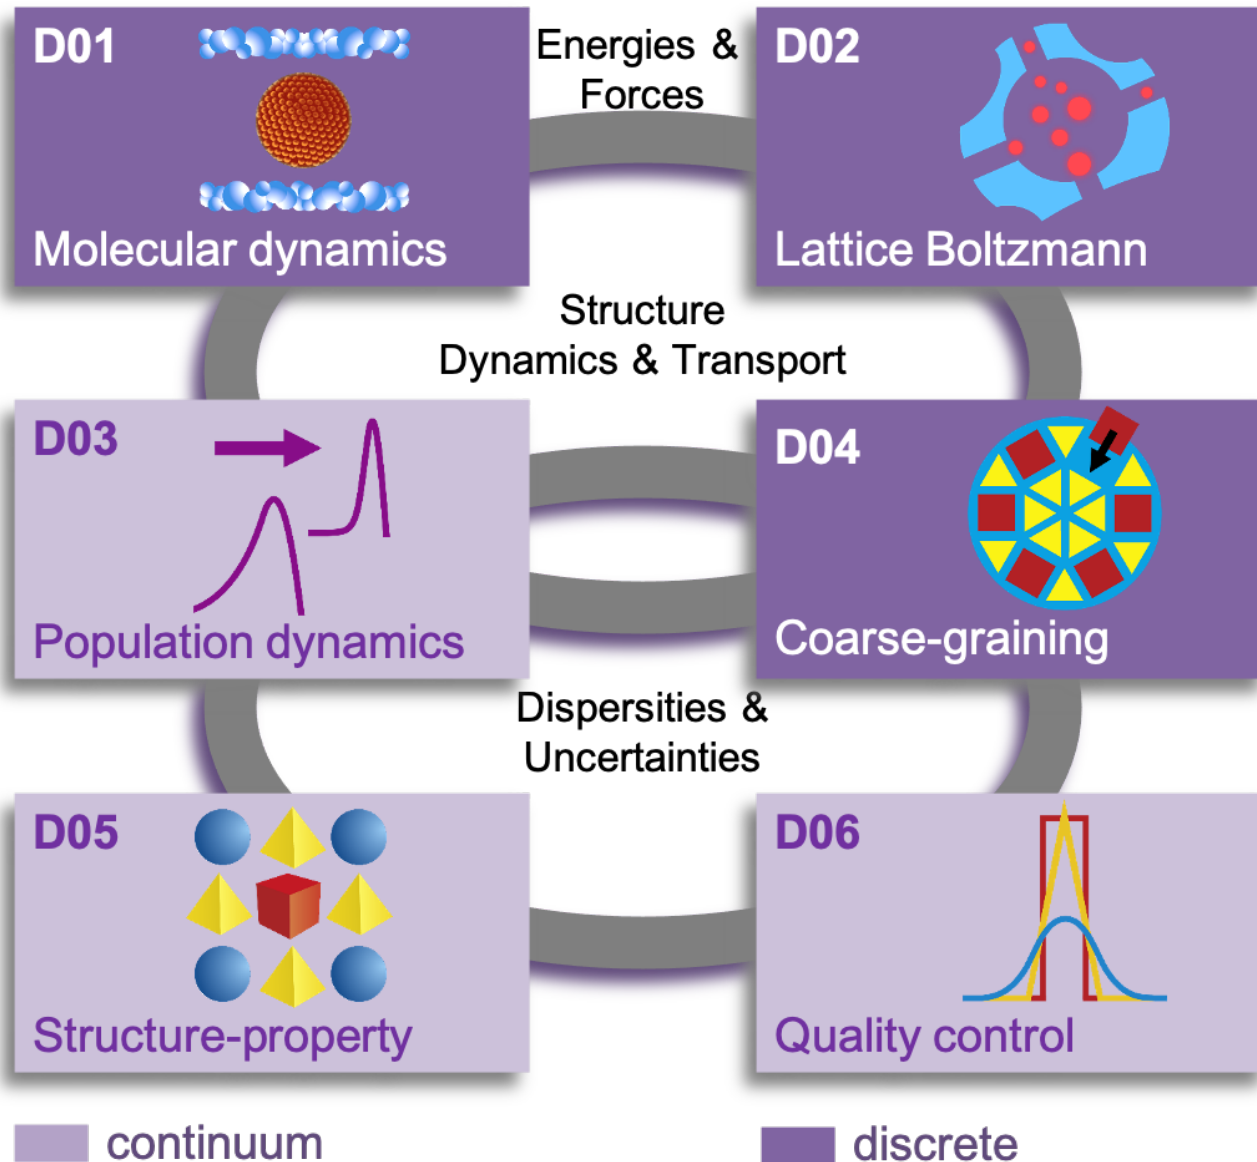 D01
Molecular dynamics
Energies &
Forces
D02
Lattice Boltzmann
Structure
Dynamics & Transport
D03
Population dynamics
D04
Coarse-graining
Dispersities &
Uncertainties
D05
Structure-property
D06
Quality control
continuum
discrete